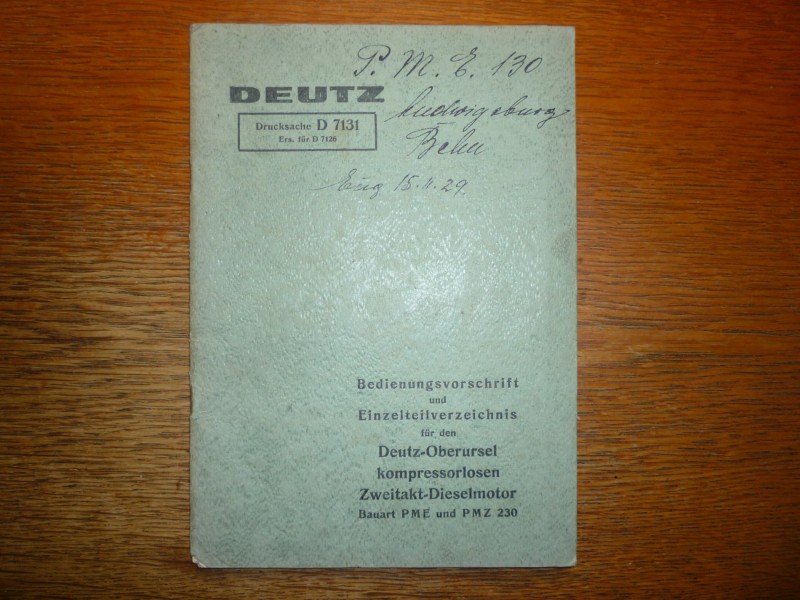 P. M. E. 130
DEUTZ
Ludwigsburg
Drucksache D 7131
Ers. für D 7126
15.11.29
Bedienungsvorschrift
und
Einzelteilverzeichnis
für den
Deutz-Oberursel
kompressorlosen
Zweitakt-Dieselmotor
Bauart PME und PMZ 230